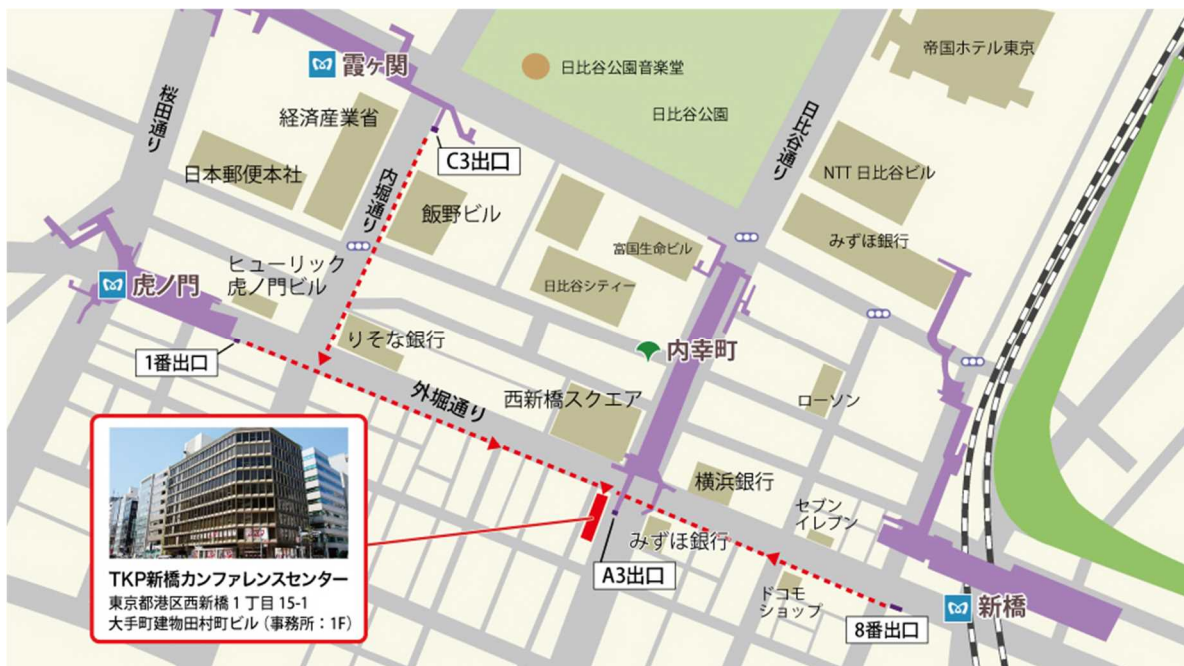 帝国ホテル東京
霞ヶ関
日比谷公園音楽堂
桜田通り
経済産業省
日比谷公園
日比谷通り
C3出口
日本郵便本社
内堀通り
NTT 日比谷ビル
飯野ビル
みずほ銀行
富国生命ビル
ヒューリック
虎ノ門ビル
虎ノ門
日比谷シティー
りそな銀行
内幸町
1番出口
外堀通り
西新橋スクエア
ローソン
横浜銀行
セブン
イレブン
みずほ銀行
A3出口
ドコモ
ショップ
新橋
8番出口
TKP新橋カンファレンスセンター
東京都港区西新橋 1 丁目 15-1
大手町建物田村町ビル（事務所：1F）